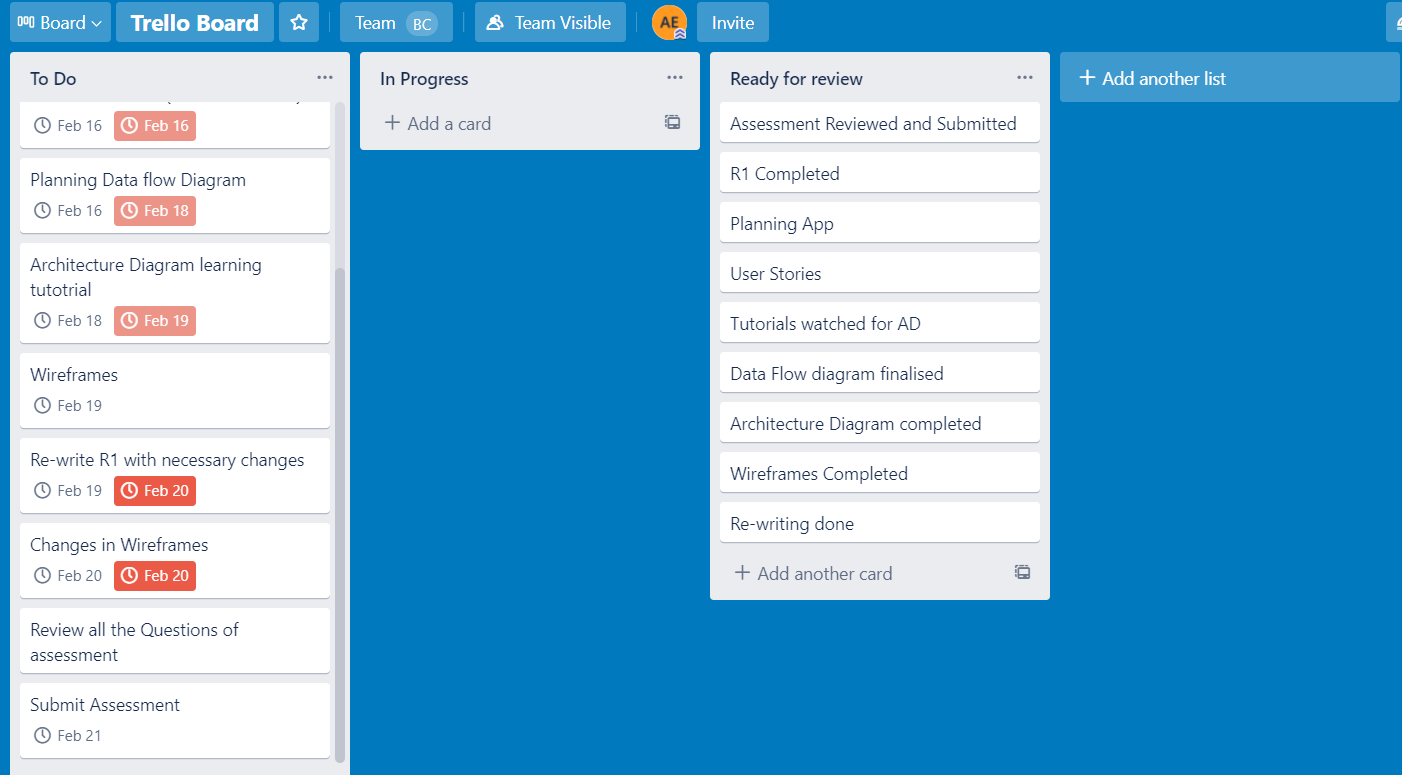 Board
Trello Board
Team BC
Team Visible
AE
Invite
To Do
Feb 16 Feb 16
Planning Data flow Diagram
Feb 16 Feb 18
Architecture Diagram learning
tutotrial
Feb 18 Feb 19
Wireframes
Feb 19
Re-write R1 with necessary changes
Feb 19 Feb 20
Changes in Wireframes
Feb 20 Feb 20
Review all the Questions of
assessment
Submit Assessment
Feb 21
In Progress
+ Add a card
Ready for review
Assessment Reviewed and Submitted
R1 Completed
Planning App
User Stories
Tutorials watched for AD
Data Flow diagram finalised
Architecture Diagram completed
Wireframes Completed
Re-writing done
+ Add another card
+ Add another list